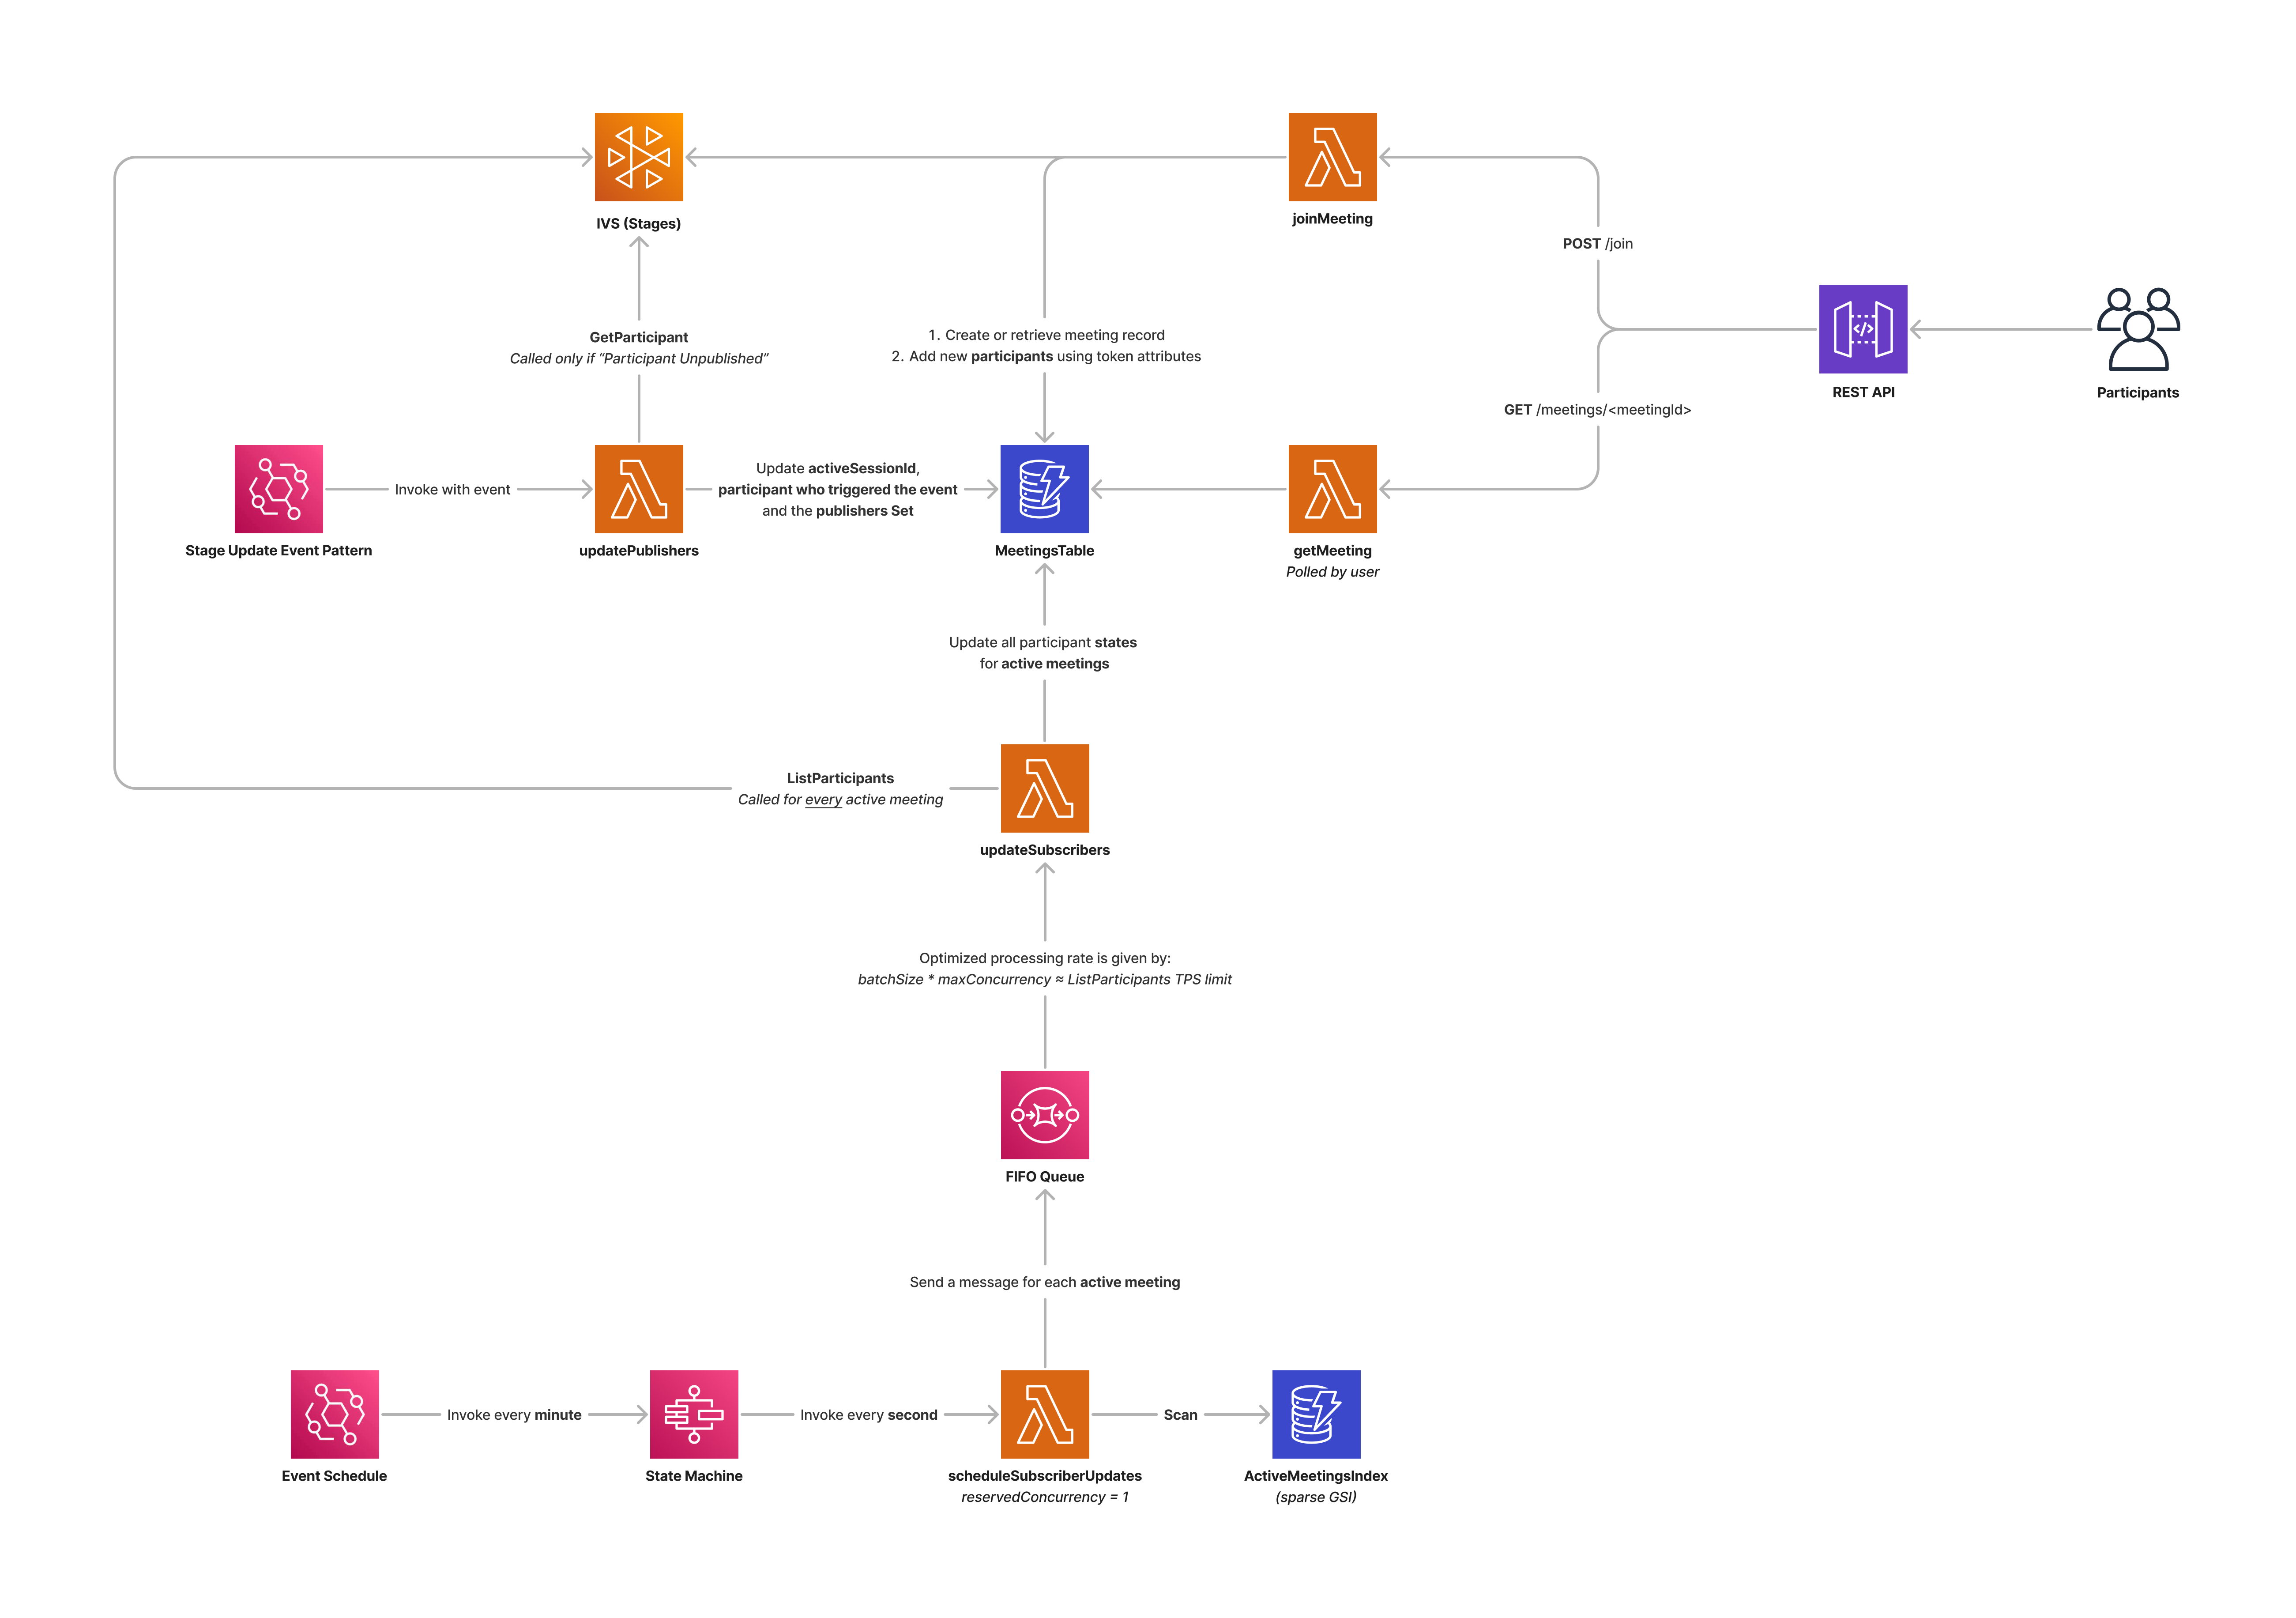 IVS (Stages)
joinMeeting
POST /join
GetParticipant
Called only if “Participant Unpublished”
1. Create or retrieve meeting record
2. Add new participants using token attributes
REST API
Participants
GET /meetings/<meetingId>
Stage Update Event Pattern
Invoke with event
updatePublishers
Update activeSessionId,
participant who triggered the event
and the publishers Set
MeetingsTable
getMeeting
Polled by user
Update all participant states
for active meetings
ListParticipants
Called for every active meeting
updateSubscribers
Optimized processing rate is given by:
batchSize * maxConcurrency ≈ ListParticipants TPS limit
FIFO Queue
Send a message for each active meeting
Event Schedule
Invoke every minute
State Machine
Invoke every second
scheduleSubscriberUpdates
reservedConcurrency = 1
Scan
ActiveMeetingsIndex
(sparse GSI)